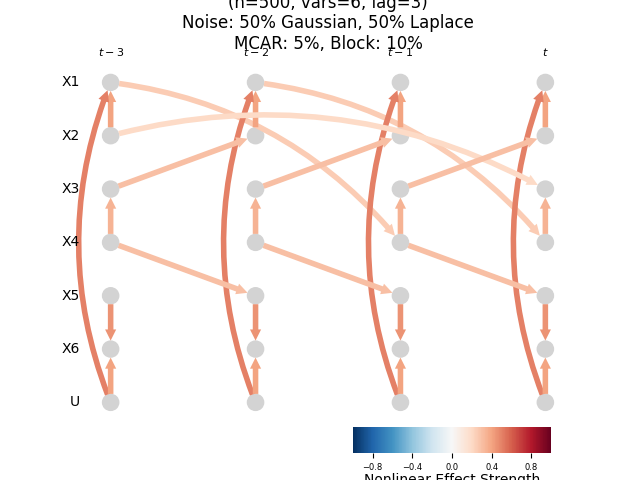 (n=500, vars=6, lag=3)
Noise: 50% Gaussian, 50% Laplace
MCAR: 5%, Block: 10%
t − 3 t − 2 t − 1 t
X1
X2
X3
X4
X5
X6
U
−0.8 −0.4 0.0 0.4 0.8
Nonlinear Effect Strength